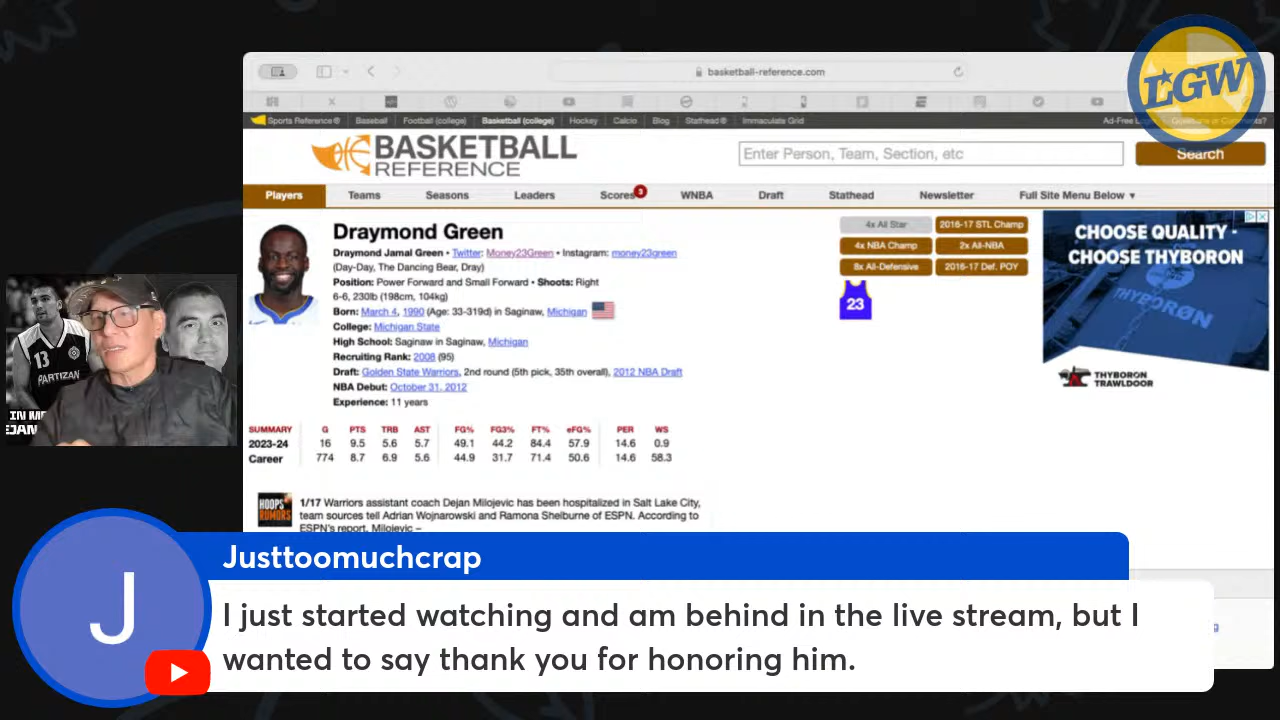 LGW
basketball-reference.com
Sports Reference® Baseball Football (college) Basketball (college) Hockey Calcio Blog Stathead® Immaculate Grid
BASKETBALL
REFERENCE
Enter Person, Team, Section, etc
Search
Players Teams Seasons Leaders Scores 3 WNBA Draft Stathead Newsletter Full Site Menu Below ▼
Draymond Green
Draymond Jamal Green • Twitter: Money23Green • Instagram: money23green
(Day-Day, The Dancing Bear, Dray)
Position: Power Forward and Small Forward • Shoots: Right
6-6, 230lb (198cm, 104kg)
Born: March 4, 1990 (Age: 33-319d) in Saginaw, Michigan
College: Michigan State
High School: Saginaw in Saginaw, Michigan
Recruiting Rank: 2008 (95)
Draft: Golden State Warriors, 2nd round (5th pick, 35th overall), 2012 NBA Draft
NBA Debut: October 31, 2012
Experience: 11 years
4x All Star 2016-17 STL Champ
4x NBA Champ 2x All-NBA
8x All-Defensive 2016-17 Def. POY
23
CHOOSE QUALITY -
CHOOSE THYBORON
THYBORØN
THYBORON
TRAWLDOOR
13
PARTIZAN
SUMMARY G PTS TRB AST FG% FG3% FT% eFG% PER WS
2023-24 16 9.5 5.6 5.7 49.1 44.2 84.4 57.9 14.6 0.9
Career 774 8.7 6.9 5.6 44.9 31.7 71.4 50.6 14.6 58.3
HOOPS
RUMORS
1/17 Warriors assistant coach Dejan Milojevic has been hospitalized in Salt Lake City,
team sources tell Adrian Wojnarowski and Ramona Shelburne of ESPN. According to
ESPN's report, Milojevic –
J
Justtoomuchcrap
I just started watching and am behind in the live stream, but I
wanted to say thank you for honoring him.